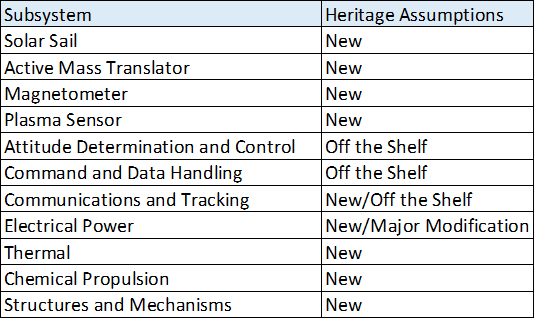 Subsystem Heritage Assumptions
Solar Sail New
Active Mass Translator New
Magnetometer New
Plasma Sensor New
Attitude Determination and Control Off the Shelf
Command and Data Handling Off the Shelf
Communications and Tracking New/Off the Shelf
Electrical Power New/Major Modification
Thermal New
Chemical Propulsion New
Structures and Mechanisms New